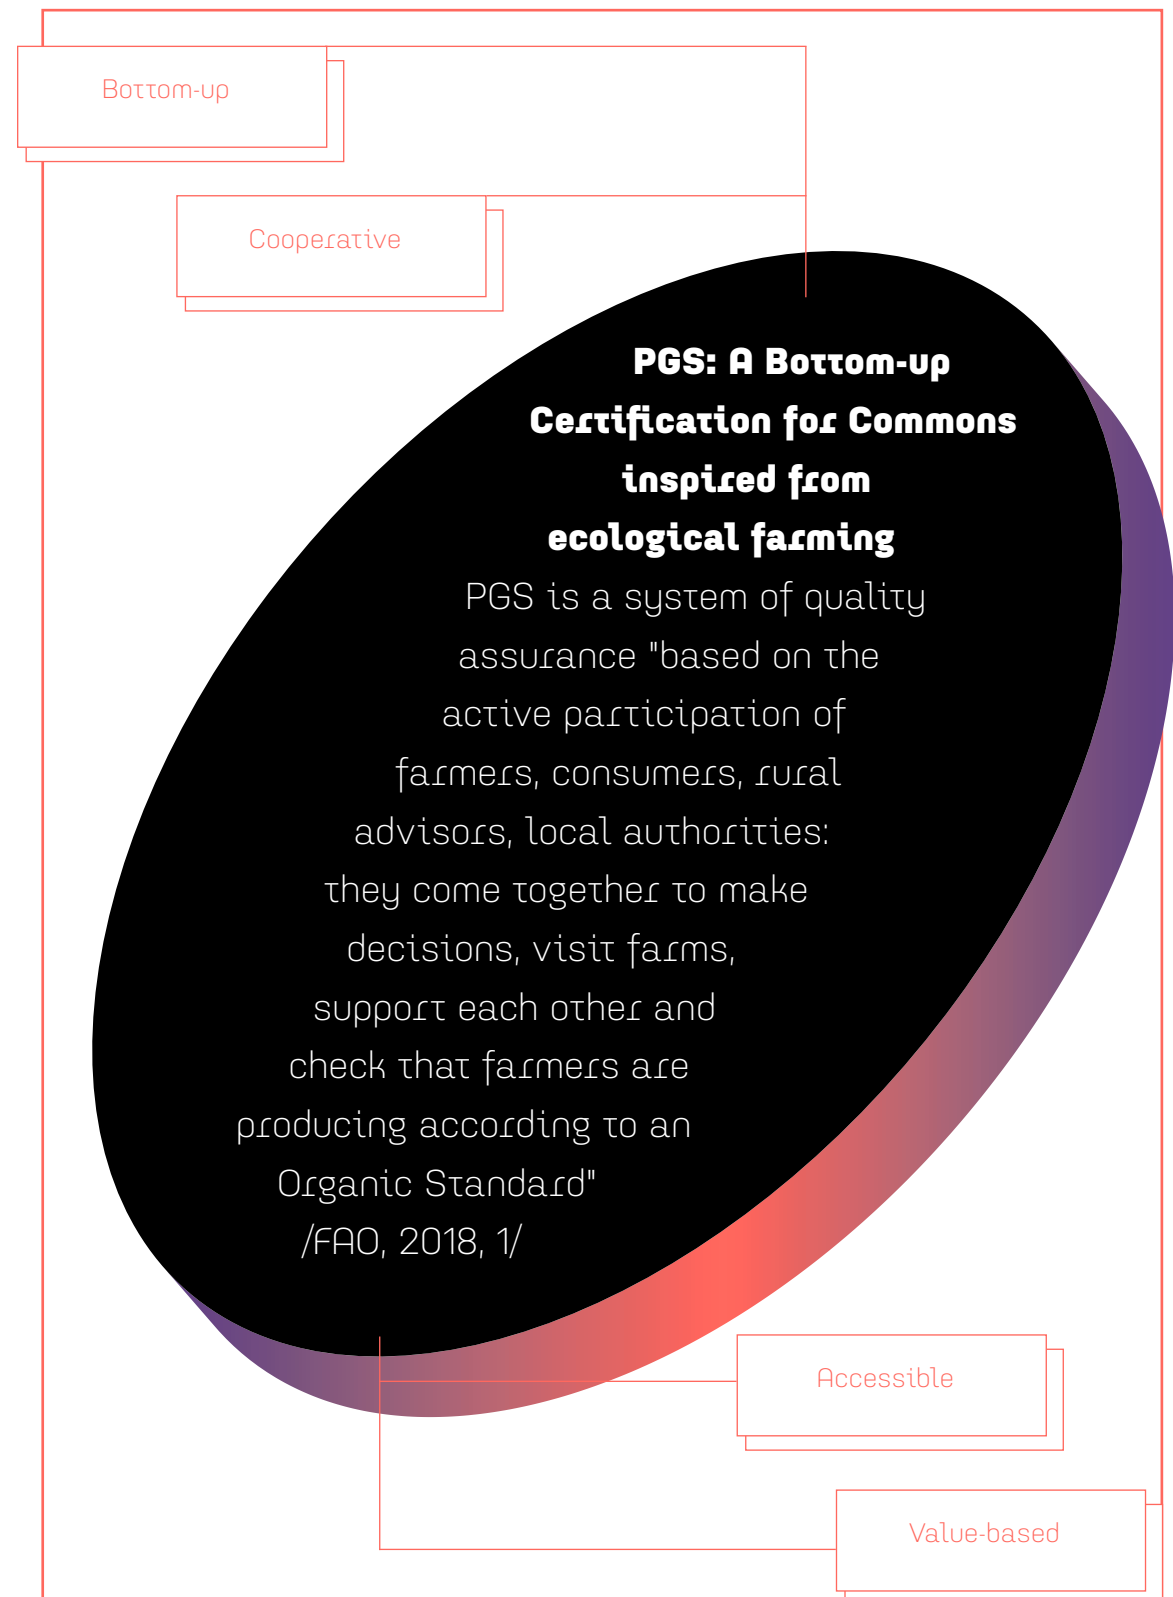 Bottom-up
Cooperative
PGS: A Bottom-up
Certification for Commons
inspired from
ecological farming
PGS is a system of quality
assurance "based on the
active participation of
farmers, consumers, rural
advisors, local authorities:
they come together to make
decisions, visit farms,
support each other and
check that farmers are
producing according to an
Organic Standard"
/FAO, 2018, 1/
Accessible
Value-based